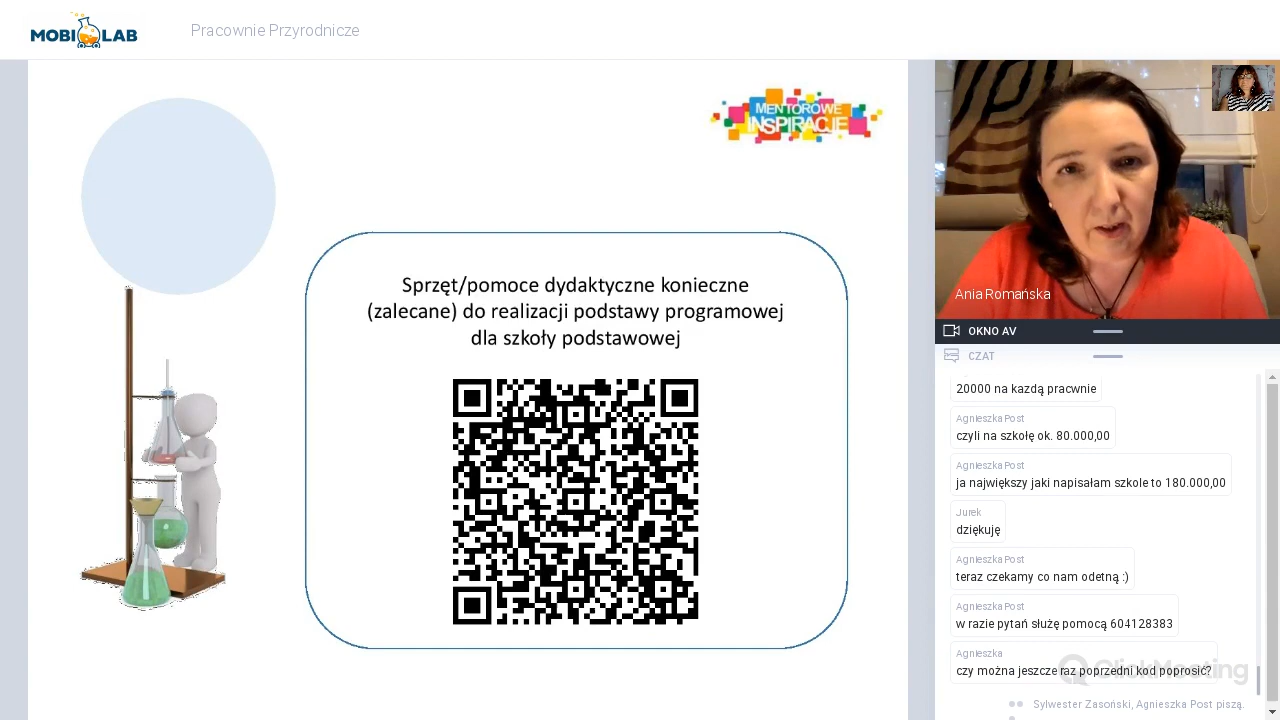 MOBILAB
Pracownie Przyrodnicze
MENTOROWE
INSPIRACJE
Sprzęt/pomoce dydaktyczne konieczne
(zalecane) do realizacji podstawy programowej
dla szkoły podstawowej
Ania Romańska
OKNO AV
CZAT
20000 na kazdą pracwnie
Agnieszka Post
czyli na szkołę ok. 80.000,00
Agnieszka Post
ja największy jaki napisałam szkole to 180.000,00
Jurek
dziękuję
Agnieszka Post
teraz czekamy co nam odetną :)
Agnieszka Post
w razie pytań służę pomocą 604128383
Agnieszka
czy można jeszcze raz poprzedni kod poprosić?
ClickMeeting
Sylwester Zasoński, Agnieszka Post piszą.